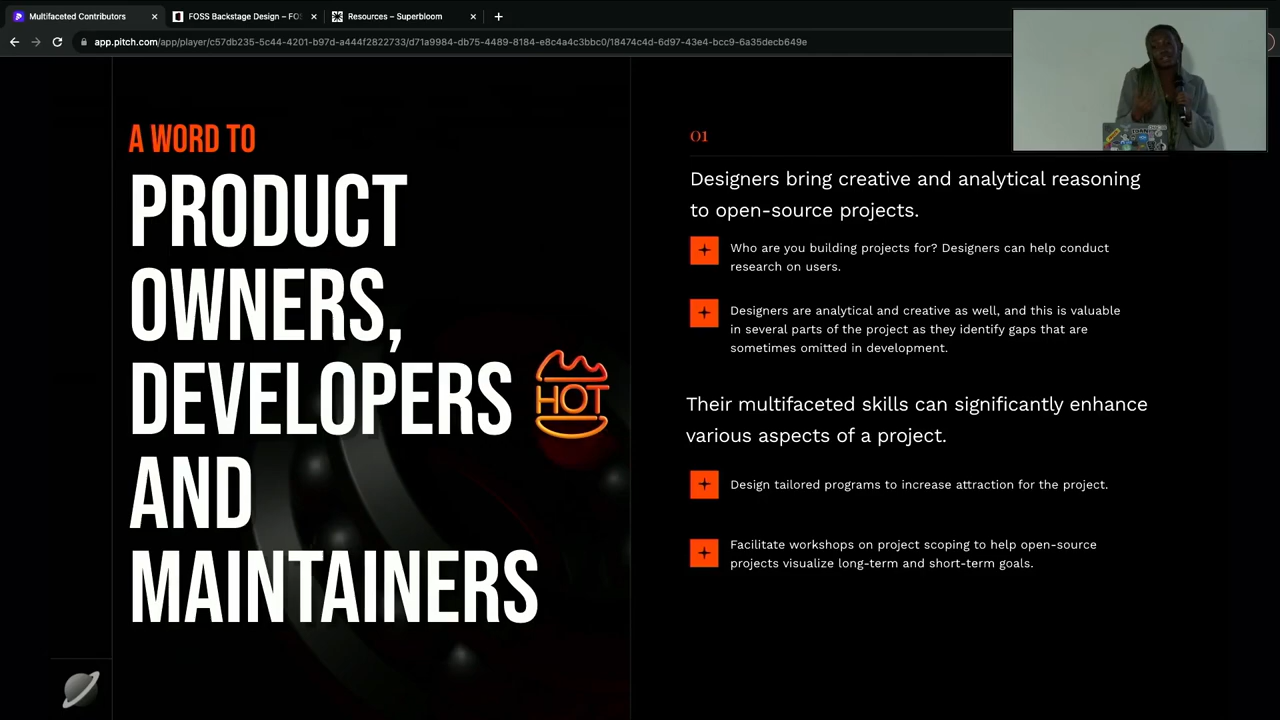 Multifaceted Contributors
FOSS Backstage Design – FOS
Resources – Superbloom
app.pitch.com/app/player/c57db235-5c44-4201-b97d-a444f2822733/d71a9984-db75-4489-8184-e8c4a4c3bbc0/18474c4d-6d97-43e4-bcc9-6a35decb649e
A WORD TO
PRODUCT
OWNERS,
DEVELOPERS
HOT
AND
MAINTAINERS
01
Designers bring creative and analytical reasoning
to open-source projects.
Who are you building projects for? Designers can help conduct
research on users.
Designers are analytical and creative as well, and this is valuable
in several parts of the project as they identify gaps that are
sometimes omitted in development.
Their multifaceted skills can significantly enhance
various aspects of a project.
Design tailored programs to increase attraction for the project.
Facilitate workshops on project scoping to help open-source
projects visualize long-term and short-term goals.